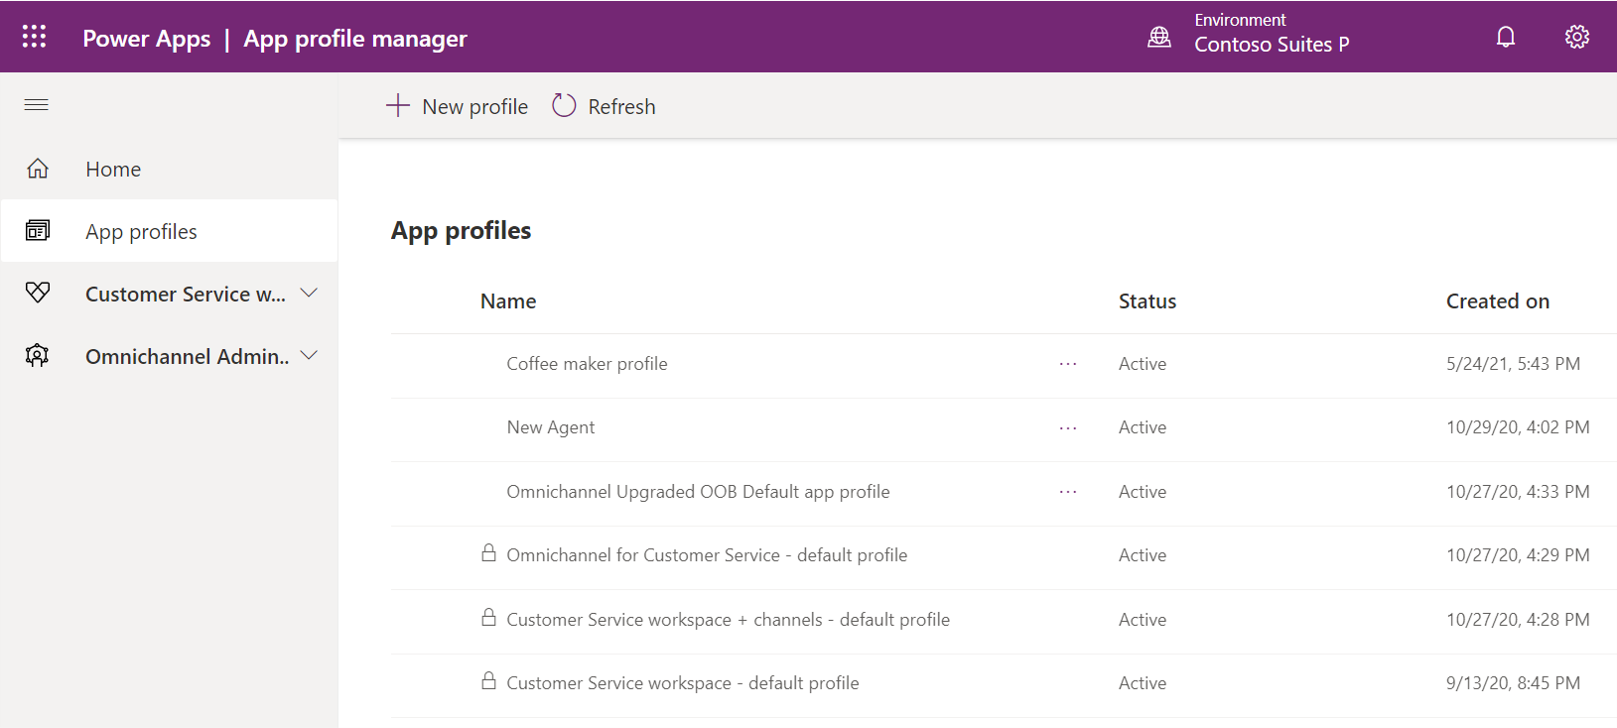 Power Apps | App profile manager
Environment
Contoso Suites P
New profile
Refresh
Home
App profiles
Customer Service w...
Omnichannel Admin..
App profiles
Name Status Created on
Coffee maker profile ... Active 5/24/21, 5:43 PM
New Agent ... Active 10/29/20, 4:02 PM
Omnichannel Upgraded OOB Default app profile ... Active 10/27/20, 4:33 PM
Omnichannel for Customer Service - default profile Active 10/27/20, 4:29 PM
Customer Service workspace + channels - default profile Active 10/27/20, 4:28 PM
Customer Service workspace - default profile Active 9/13/20, 8:45 PM